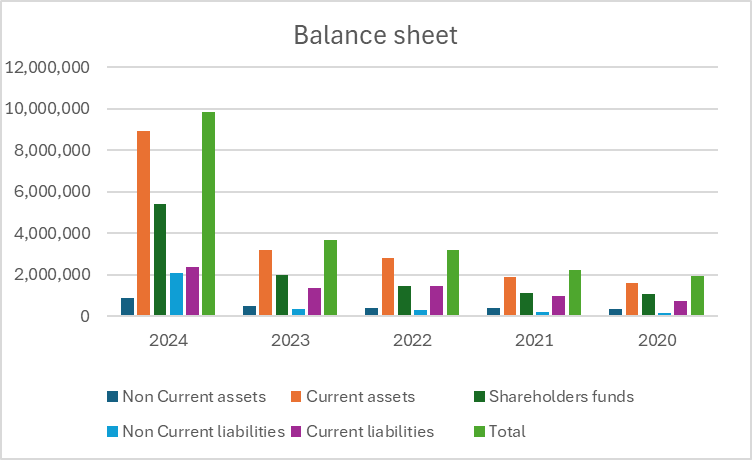 Balance sheet
12,000,000
10,000,000
8,000,000
6,000,000
4,000,000
2,000,000
0
2024 2023 2022 2021 2020
Non Current assets Current assets Shareholders funds
Non Current liabilities Current liabilities Total